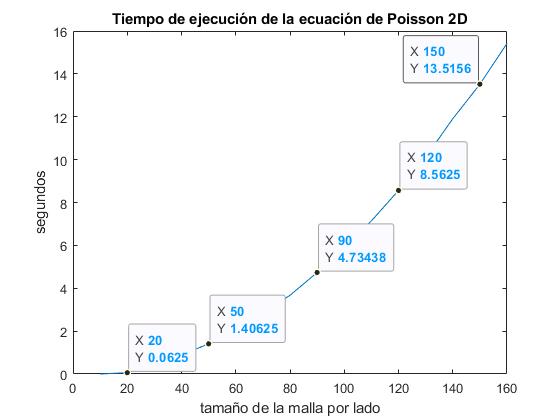 Tiempo de ejecución de la ecuación de Poisson 2D
16
14
12
10
8
6
4
2
0
segundos
X 150
Y 13.5156
X 120
Y 8.5625
X 90
Y 4.73438
X 50
Y 1.40625
X 20
Y 0.0625
0 20 40 60 80 100 120 140 160
tamaño de la malla por lado